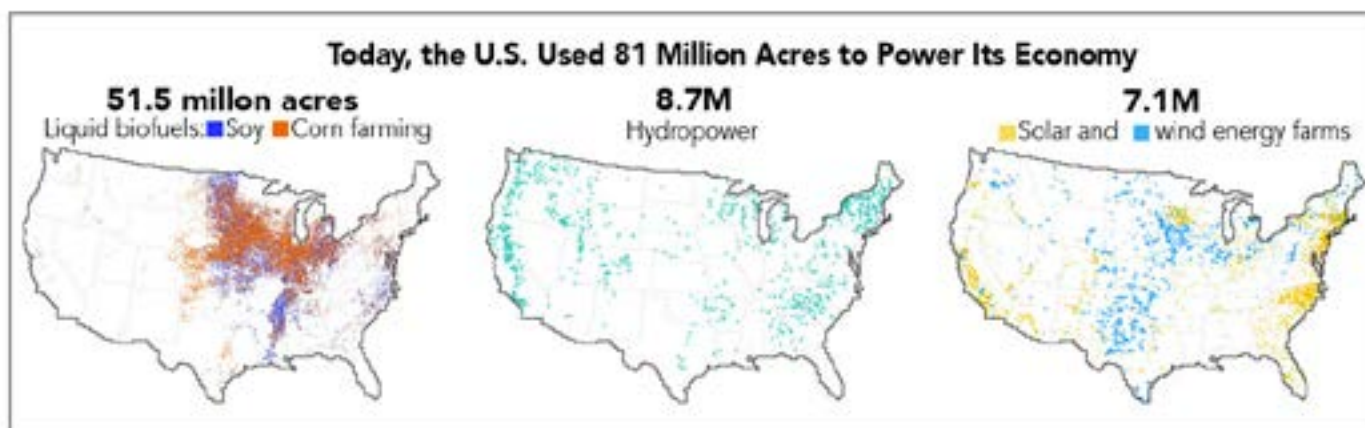 Today, the U.S. Used 81 Million Acres to Power Its Economy
51.5 millon acres
Liquid biofuels: Soy Corn farming
8.7M
Hydropower
7.1M
Solar and wind energy farms